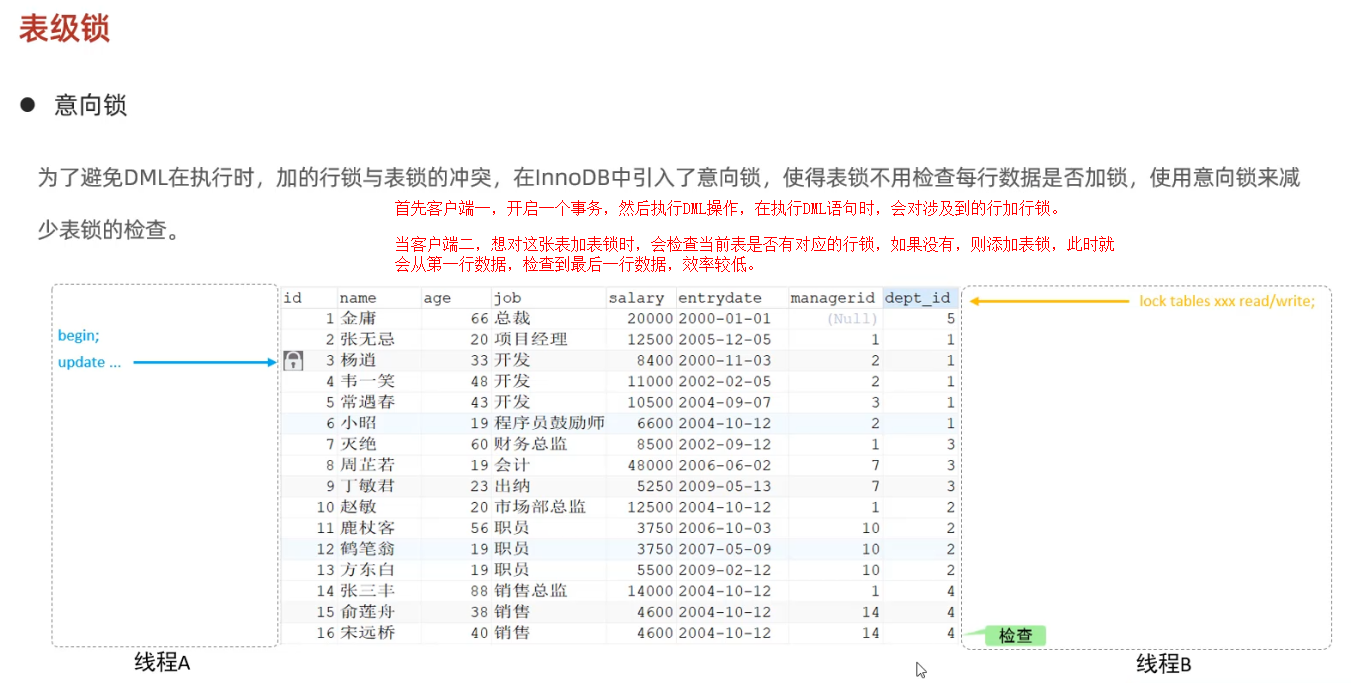 表级锁
● 意向锁
为了避免DML在执行时，加的行锁与表锁的冲突，在InnoDB中引入了意向锁，使得表锁不用检查每行数据是否加锁，使用意向锁来减
少表锁的检查。
首先客户端一，开启一个事务，然后执行DML操作，在执行DML语句时，会对涉及到的行加行锁。
当客户端二，想对这张表加表锁时，会检查当前表是否有对应的行锁，如果没有，则添加表锁，此时就
会从第一行数据，检查到最后一行数据，效率较低。
begin;
update ...
id name age job salary entrydate managerid dept_id
1 金庸 66 总裁 20000 2000-01-01 (Null) 5
2 张无忌 20 项目经理 12500 2005-12-05 1 1
3 杨逍 33 开发 8400 2000-11-03 2 1
4 韦一笑 48 开发 11000 2002-02-05 2 1
5 常遇春 43 开发 10500 2004-09-07 3 1
6 小昭 19 程序员鼓励师 6600 2004-10-12 2 1
7 灭绝 60 财务总监 8500 2002-09-12 1 3
8 周芷若 19 会计 48000 2006-06-02 7 3
9 丁敏君 23 出纳 5250 2009-05-13 7 3
10 赵敏 20 市场部总监 12500 2004-10-12 1 2
11 鹿杖客 56 职员 3750 2006-10-03 10 2
12 鹤笔翁 19 职员 3750 2007-05-09 10 2
13 方东白 19 职员 5500 2009-02-12 10 2
14 张三丰 88 销售总监 14000 2004-10-12 1 4
15 俞莲舟 38 销售 4600 2004-10-12 14 4
16 宋远桥 40 销售 4600 2004-10-12 14 4
lock tables xxx read/write;
检查
线程A
线程B